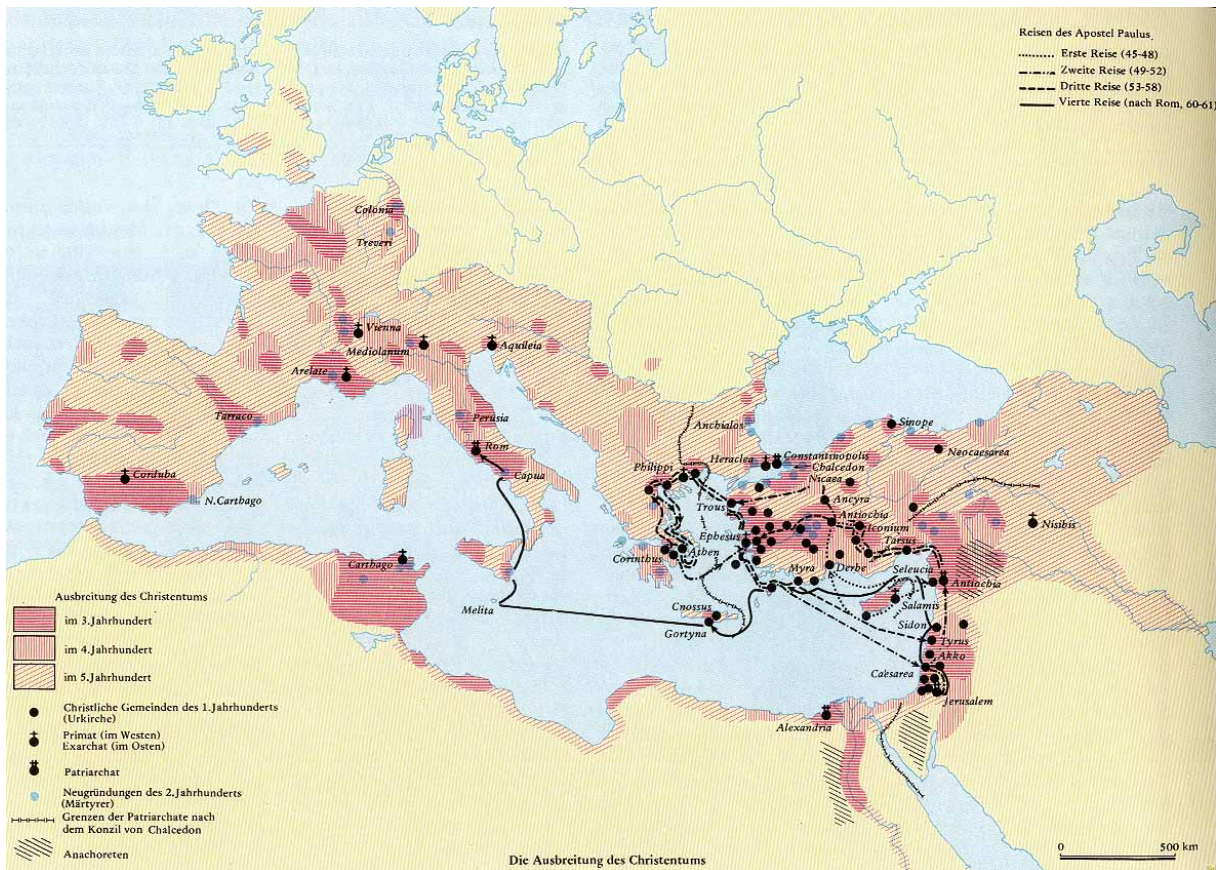 Reisen des Apostel Paulus
Erste Reise (45-48)
Zweite Reise (49-52)
Dritte Reise (53-58)
Vierte Reise (nach Rom, 60-61)
Colonia
Treveri
Vienna
Mediolanum
Aquileia
Arelate
Tarraco
Perusia
Rom
Capua
Corduba
N.Carthago
Carthago
Melita
Anchialos
Sinope
Heraclea
Constantinopolis
Chalcedon
Nicaea
Neocaesarea
Philippi
Ancyra
Trous
Antiochia
Iconium
Nisibis
Ephesus
Tarsus
Athen
Corinthus
Myra
Derbe
Seleucia
Antiochia
Salamis
Cnossus
Gortyna
Sidon
Tyrus
Akko
Caesarea
Jerusalem
Alexandria
Ausbreitung des Christentums
im 3.Jahrhundert
im 4.Jahrhundert
im 5.Jahrhundert
Christliche Gemeinden des 1.Jahrhunderts
(Urkirche)
Primat (im Westen)
Exarchat (im Osten)
Patriarchat
Neugründungen des 2.Jahrhunderts
(Märtyrer)
Grenzen der Patriarchate nach
dem Konzil von Chalcedon
Anachoreten
Die Ausbreitung des Christentums
0 500 km